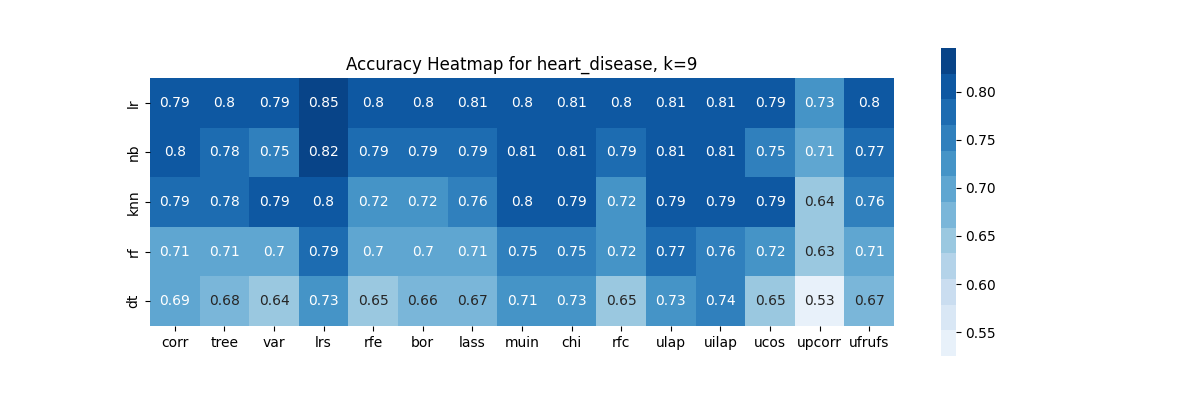 Accuracy Heatmap for heart_disease, k=9
lr 0.79 0.8 0.79 0.85 0.8 0.8 0.81 0.8 0.81 0.8 0.81 0.81 0.79 0.73 0.8
nb 0.8 0.78 0.75 0.82 0.79 0.79 0.79 0.81 0.81 0.79 0.81 0.81 0.75 0.71 0.77
knn 0.79 0.78 0.79 0.8 0.72 0.72 0.76 0.8 0.79 0.72 0.79 0.79 0.79 0.64 0.76
rf 0.71 0.71 0.7 0.79 0.7 0.7 0.71 0.75 0.75 0.72 0.77 0.76 0.72 0.63 0.71
dt 0.69 0.68 0.64 0.73 0.65 0.66 0.67 0.71 0.73 0.65 0.73 0.74 0.65 0.53 0.67
corr tree var lrs rfe bor lass muin chi rfc ulap uilap ucos upcorr ufrufs
0.80
0.75
0.70
0.65
0.60
0.55